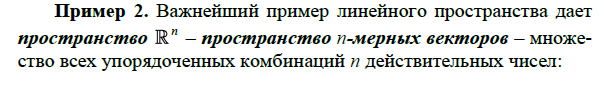 Пример 2. Важнейший пример линейного пространства дает
пространство ℝⁿ – пространство n-мерных векторов – множе-
ство всех упорядоченных комбинаций n действительных чисел: